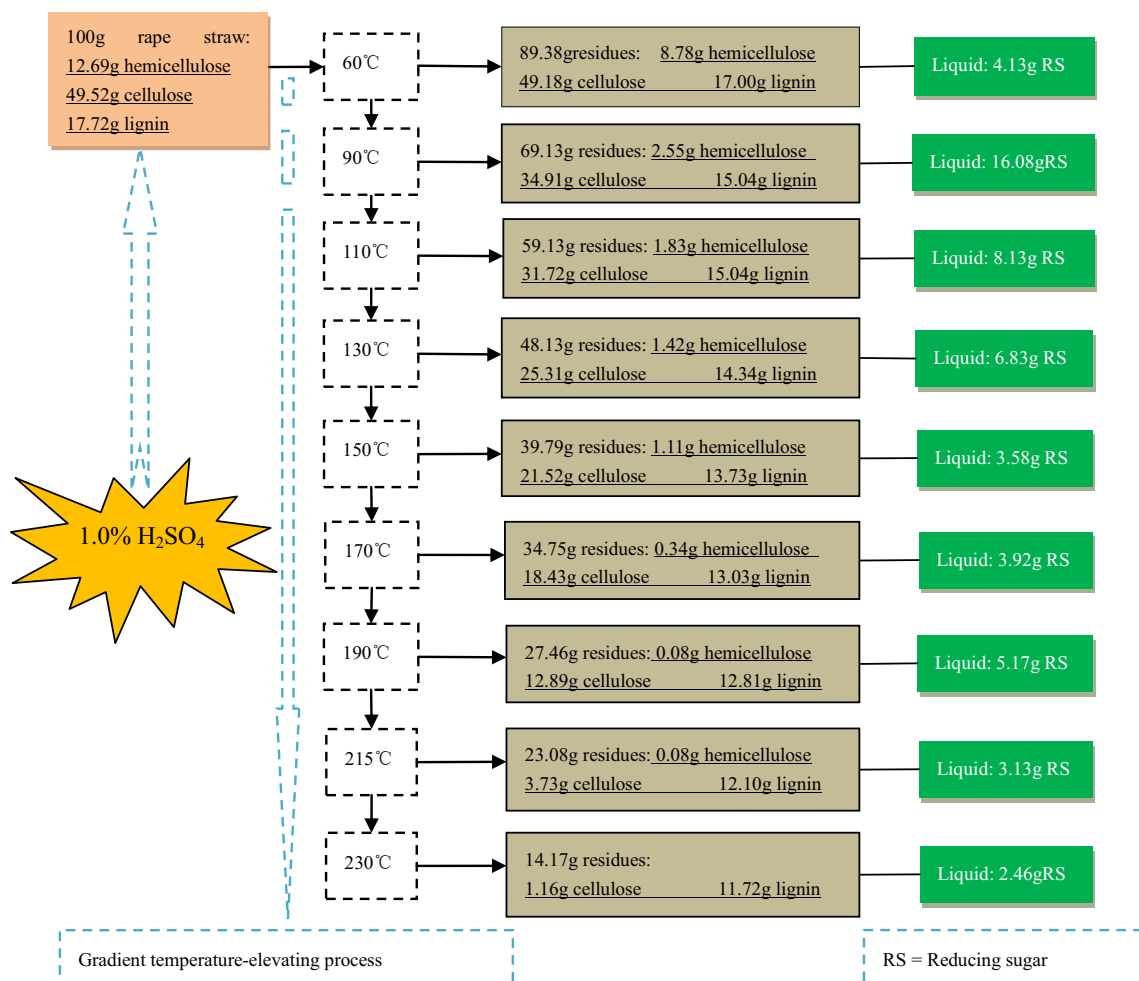 100g rape straw:
12.69g hemicellulose
49.52g cellulose
17.72g lignin
60℃
89.38gresidues: 8.78g hemicellulose
49.18g cellulose 17.00g lignin
Liquid: 4.13g RS
90℃
69.13g residues: 2.55g hemicellulose
34.91g cellulose 15.04g lignin
Liquid: 16.08gRS
110℃
59.13g residues: 1.83g hemicellulose
31.72g cellulose 15.04g lignin
Liquid: 8.13g RS
130℃
48.13g residues: 1.42g hemicellulose
25.31g cellulose 14.34g lignin
Liquid: 6.83g RS
150℃
39.79g residues: 1.11g hemicellulose
21.52g cellulose 13.73g lignin
Liquid: 3.58g RS
1.0% H₂SO₄
170℃
34.75g residues: 0.34g hemicellulose
18.43g cellulose 13.03g lignin
Liquid: 3.92g RS
190℃
27.46g residues: 0.08g hemicellulose
12.89g cellulose 12.81g lignin
Liquid: 5.17g RS
215℃
23.08g residues: 0.08g hemicellulose
3.73g cellulose 12.10g lignin
Liquid: 3.13g RS
230℃
14.17g residues:
1.16g cellulose 11.72g lignin
Liquid: 2.46gRS
Gradient temperature-elevating process
RS = Reducing sugar